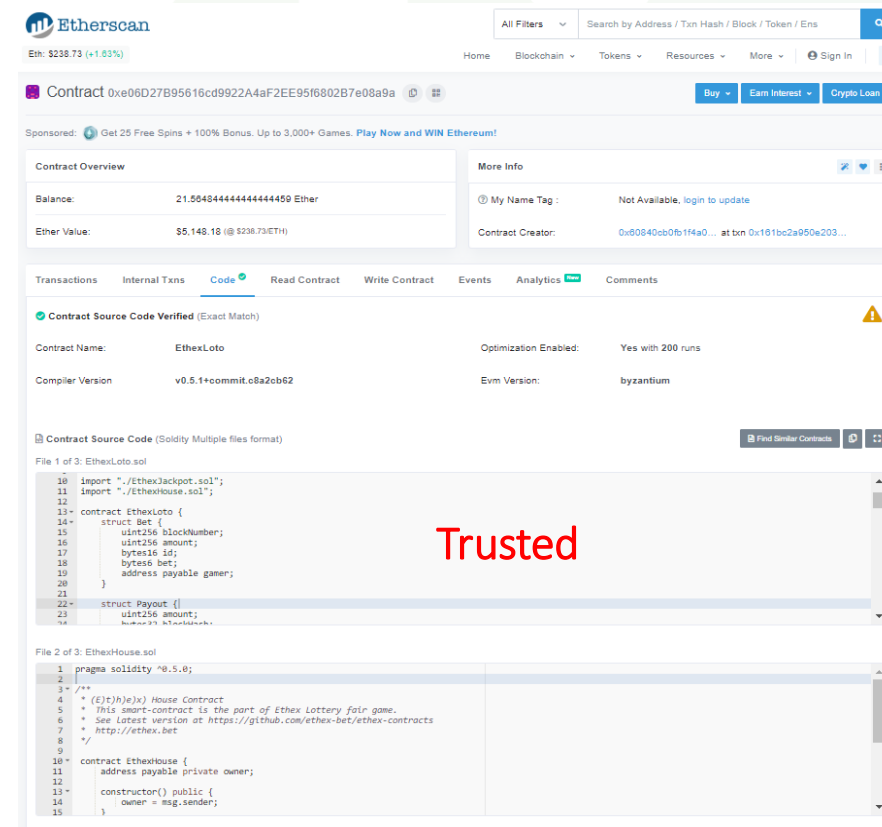 Etherscan
All Filters Search by Address / Txn Hash / Block / Token / Ens
Eth: $238.73 (+1.63%)
Home Blockchain Tokens Resources More Sign In
Contract 0xe06D27B95616cd9922A4aF2EE95f6802B7e08a9a
Buy Earn Interest Crypto Loan
Sponsored: Get 25 Free Spins + 100% Bonus. Up to 3,000+ Games. Play Now and WIN Ethereum!
Contract Overview
Balance: 21.564844444444444459 Ether
Ether Value: $5,148.18 (@ $238.73/ETH)
More Info
My Name Tag : Not Available, login to update
Contract Creator: 0x60840cb0fb1f4a0... at txn 0x161bc2a950e203...
Transactions Internal Txns Code Read Contract Write Contract Events Analytics New Comments
Contract Source Code Verified (Exact Match)
Contract Name: EthexLoto
Optimization Enabled: Yes with 200 runs
Compiler Version v0.5.1+commit.c8a2cb62
Evm Version: byzantium
Contract Source Code (Soldity Multiple files format)
Find Similar Contracts
File 1 of 3: EthexLoto.sol
10 import "./EthexJackpot.sol";
11 import "./EthexHouse.sol";
12
13 contract EthexLoto {
14 struct Bet {
15 uint256 blockNumber;
16 uint256 amount;
17 bytes16 id;
18 bytes6 bet;
19 address payable gamer;
20 }
21
22 struct Payout {
23 uint256 amount;
24 bytes32 blockHash;
Trusted
File 2 of 3: EthexHouse.sol
1 pragma solidity ^0.5.0;
2
3 /**
4 * (E)t)h)e)x) House Contract
5 * This smart-contract is the part of Ethex Lottery fair game.
6 * See latest version at https://github.com/ethex-bet/ethex-contracts
7 * http://ethex.bet
8 */
9
10 contract EthexHouse {
11 address payable private owner;
12
13 constructor() public {
14 owner = msg.sender;
15 }